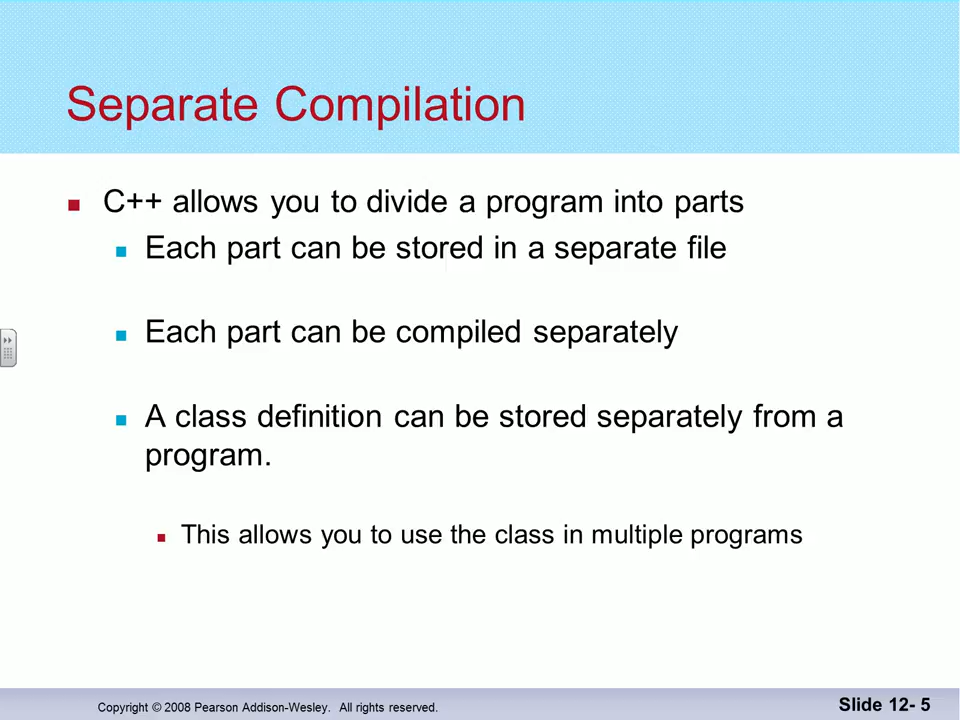 Separate Compilation
C++ allows you to divide a program into parts
Each part can be stored in a separate file
Each part can be compiled separately
A class definition can be stored separately from a
program.
This allows you to use the class in multiple programs
Copyright © 2008 Pearson Addison-Wesley. All rights reserved.
Slide 12- 5